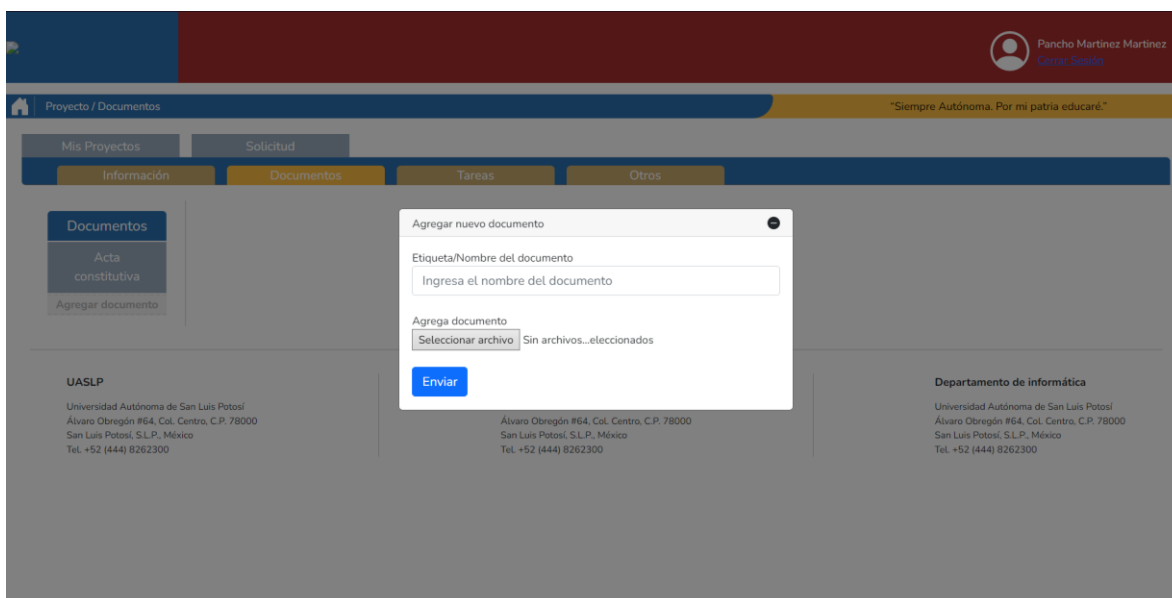 Pancho Martinez Martinez
Cerrar Sesión
Proyecto / Documentos
"Siempre Autónoma. Por mi patria educaré."
Mis Proyectos
Solicitud
Información
Documentos
Tareas
Otros
Documentos
Acta
constitutiva
Agregar documento
Agregar nuevo documento
Etiqueta/Nombre del documento
Ingresa el nombre del documento
Agrega documento
Seleccionar archivo Sin archivos...eleccionados
Enviar
UASLP
Universidad Autónoma de San Luis Potosí
Álvaro Obregón #64, Col. Centro, C.P. 78000
San Luis Potosí, S.L.P., México
Tel. +52 (444) 8262300
Álvaro Obregón #64, Col. Centro, C.P. 78000
San Luis Potosí, S.L.P., México
Tel. +52 (444) 8262300
Departamento de informática
Universidad Autónoma de San Luis Potosí
Álvaro Obregón #64, Col. Centro, C.P. 78000
San Luis Potosí, S.L.P., México
Tel. +52 (444) 8262300